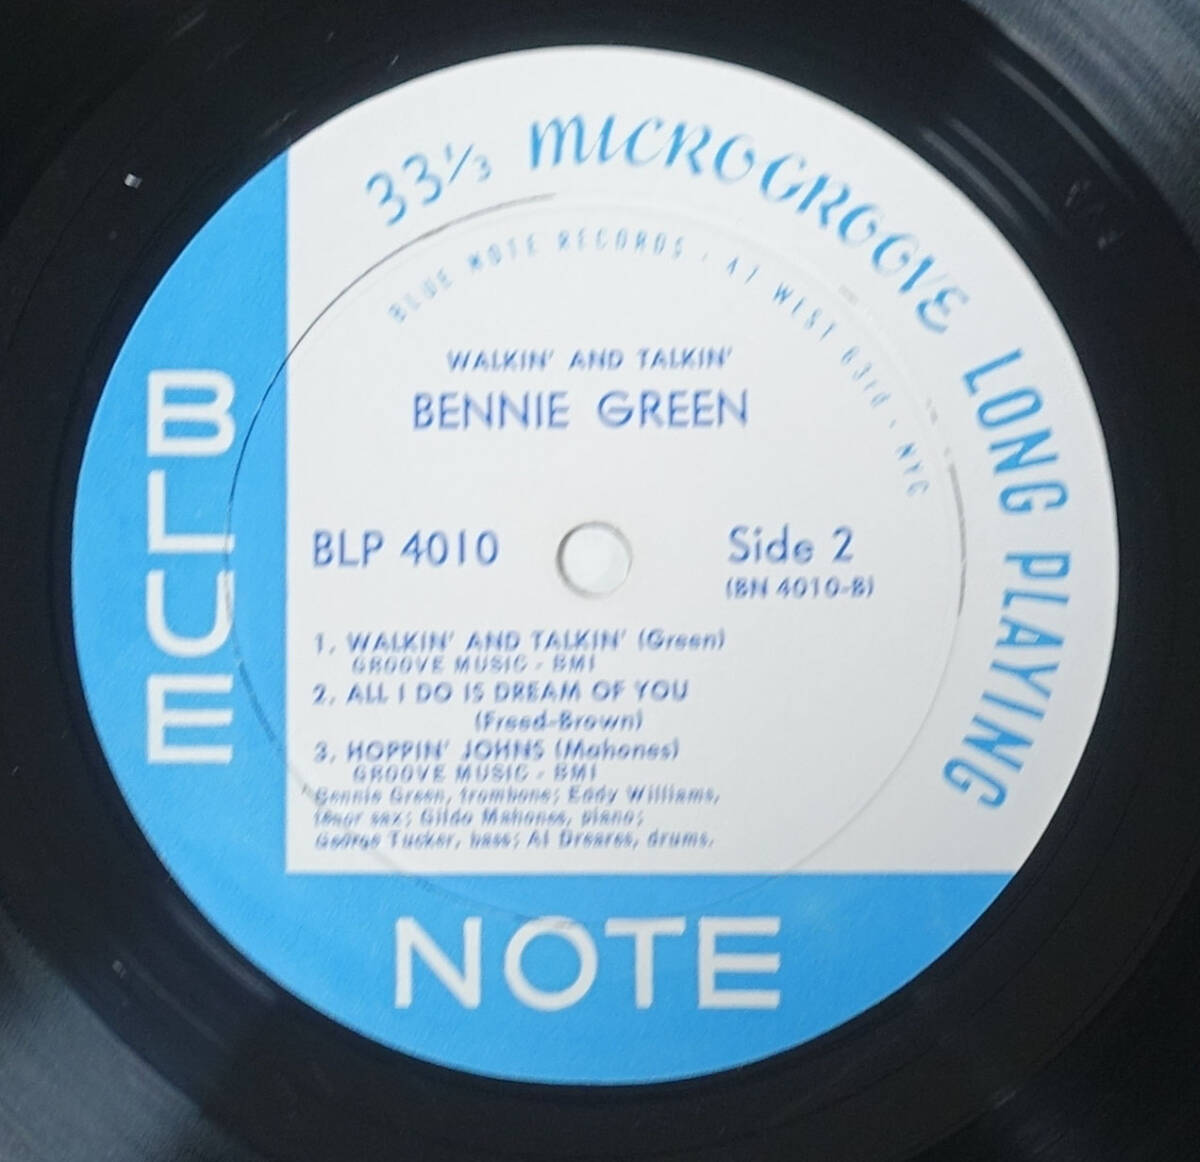 33 1/3 MICROGROOVE LONG PLAYING
BLUE NOTE RECORDS · 47 WEST 63rd · NYC
WALKIN' AND TALKIN'
BENNIE GREEN
BLP 4010
Side 2
(BN 4010-B)
1. WALKIN' AND TALKIN' (Green)
GROOVE MUSIC - BMI
2. ALL I DO IS DREAM OF YOU
(Freed-Brown)
3. HOPPIN' JOHNS (Mahones)
GROOVE MUSIC - BMI
Bennie Green, trombone; Eddy Williams,
tenor sax; Gildo Mahones, piano;
George Tucker, bass; Al Dreares, drums.
BLUE
NOTE